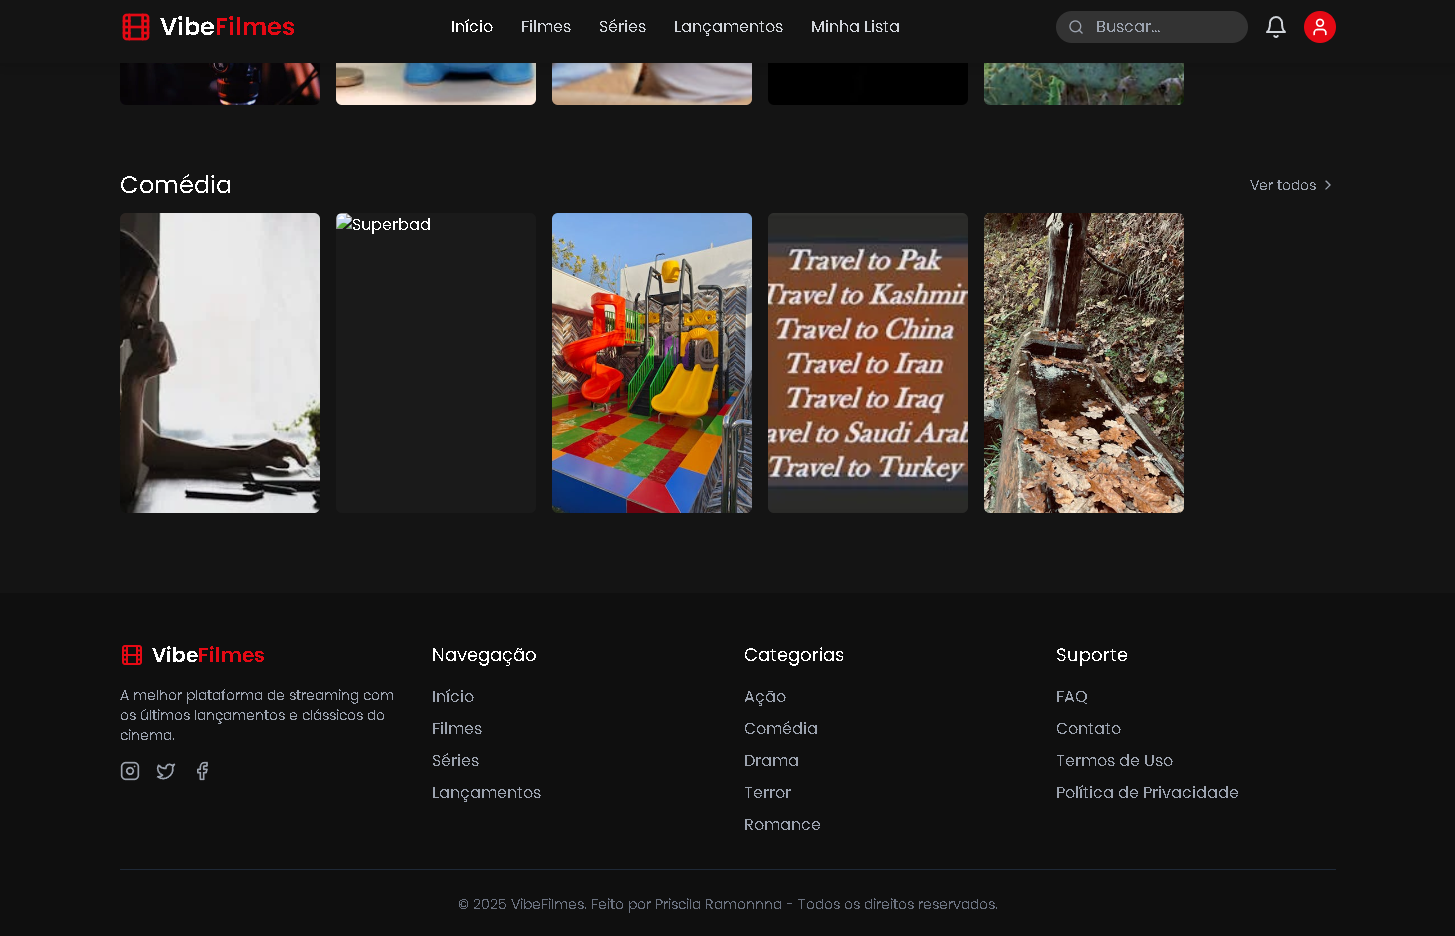 VibeFilmes
Início
Filmes
Séries
Lançamentos
Minha Lista
Buscar...
Comédia
Ver todos
Superbad
Travel to Pak
Travel to Kashmir
Travel to China
Travel to Iran
Travel to Iraq
avel to Saudi Arab
Travel to Turkey
VibeFilmes
A melhor plataforma de streaming com
os últimos lançamentos e clássicos do
cinema.
Navegação
Início
Filmes
Séries
Lançamentos
Categorias
Ação
Comédia
Drama
Terror
Romance
Suporte
FAQ
Contato
Termos de Uso
Política de Privacidade
© 2025 VibeFilmes. Feito por Priscila Ramonnna - Todos os direitos reservados.